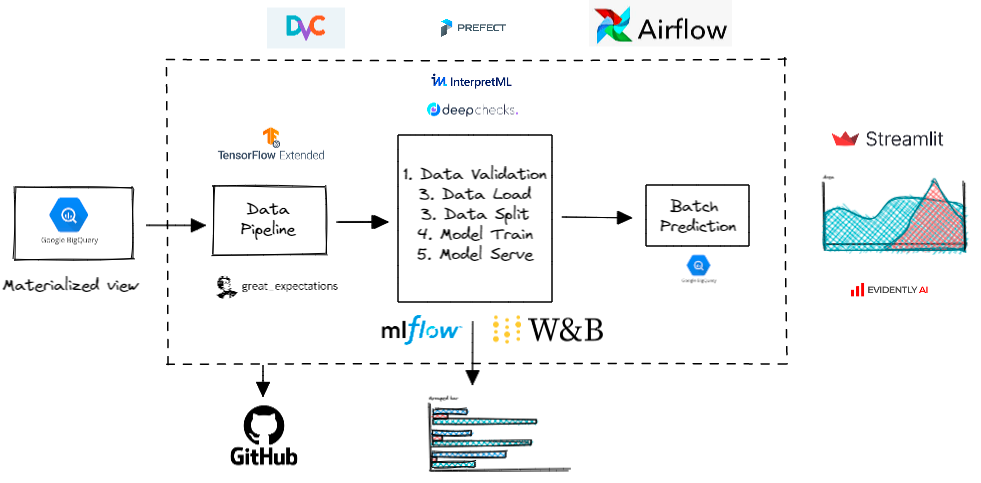 DVC
PREFECT
Airflow
InterpretML
deepchecks.
TensorFlow Extended
Streamlit
1. Data Validation
3. Data Load
3. Data Split
4. Model Train
5. Model Serve
Data
Pipeline
Batch
Prediction
Google BigQuery
Materialized view
great_expectations
Google BigQuery
EVIDENTLY AI
mlflow
W&B
Grouped bar
GitHub